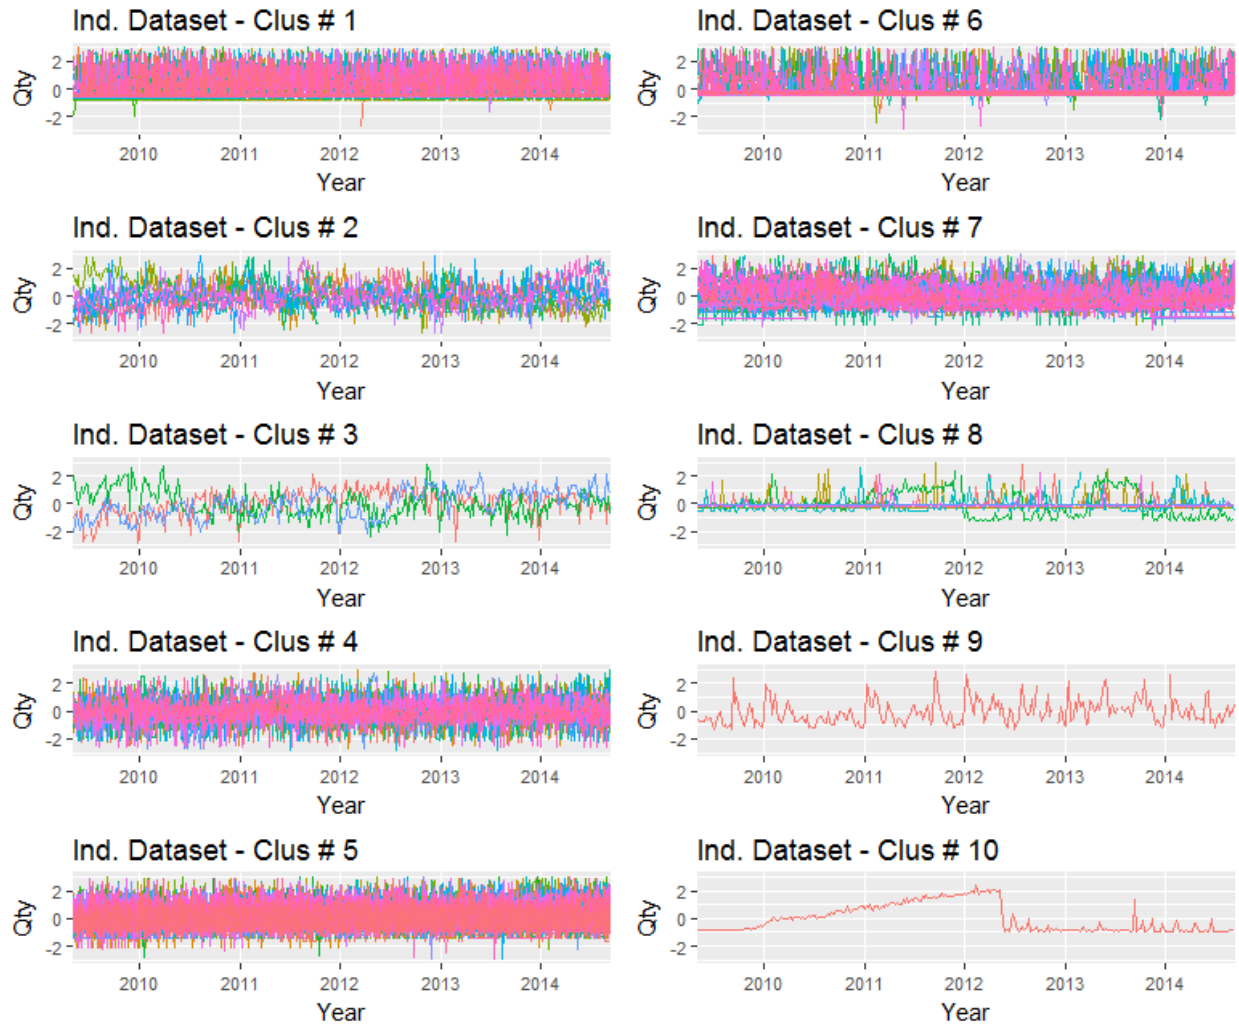 Ind. Dataset - Clus # 1
Qty
2
0
-2
2010 2011 2012 2013 2014
Year
Ind. Dataset - Clus # 6
Qty
2
0
-2
2010 2011 2012 2013 2014
Year
Ind. Dataset - Clus # 2
Qty
2
0
-2
2010 2011 2012 2013 2014
Year
Ind. Dataset - Clus # 7
Qty
2
0
-2
2010 2011 2012 2013 2014
Year
Ind. Dataset - Clus # 3
Qty
2
0
-2
2010 2011 2012 2013 2014
Year
Ind. Dataset - Clus # 8
Qty
2
0
-2
2010 2011 2012 2013 2014
Year
Ind. Dataset - Clus # 4
Qty
2
0
-2
2010 2011 2012 2013 2014
Year
Ind. Dataset - Clus # 9
Qty
2
0
-2
2010 2011 2012 2013 2014
Year
Ind. Dataset - Clus # 5
Qty
2
0
-2
2010 2011 2012 2013 2014
Year
Ind. Dataset - Clus # 10
Qty
2
0
-2
2010 2011 2012 2013 2014
Year